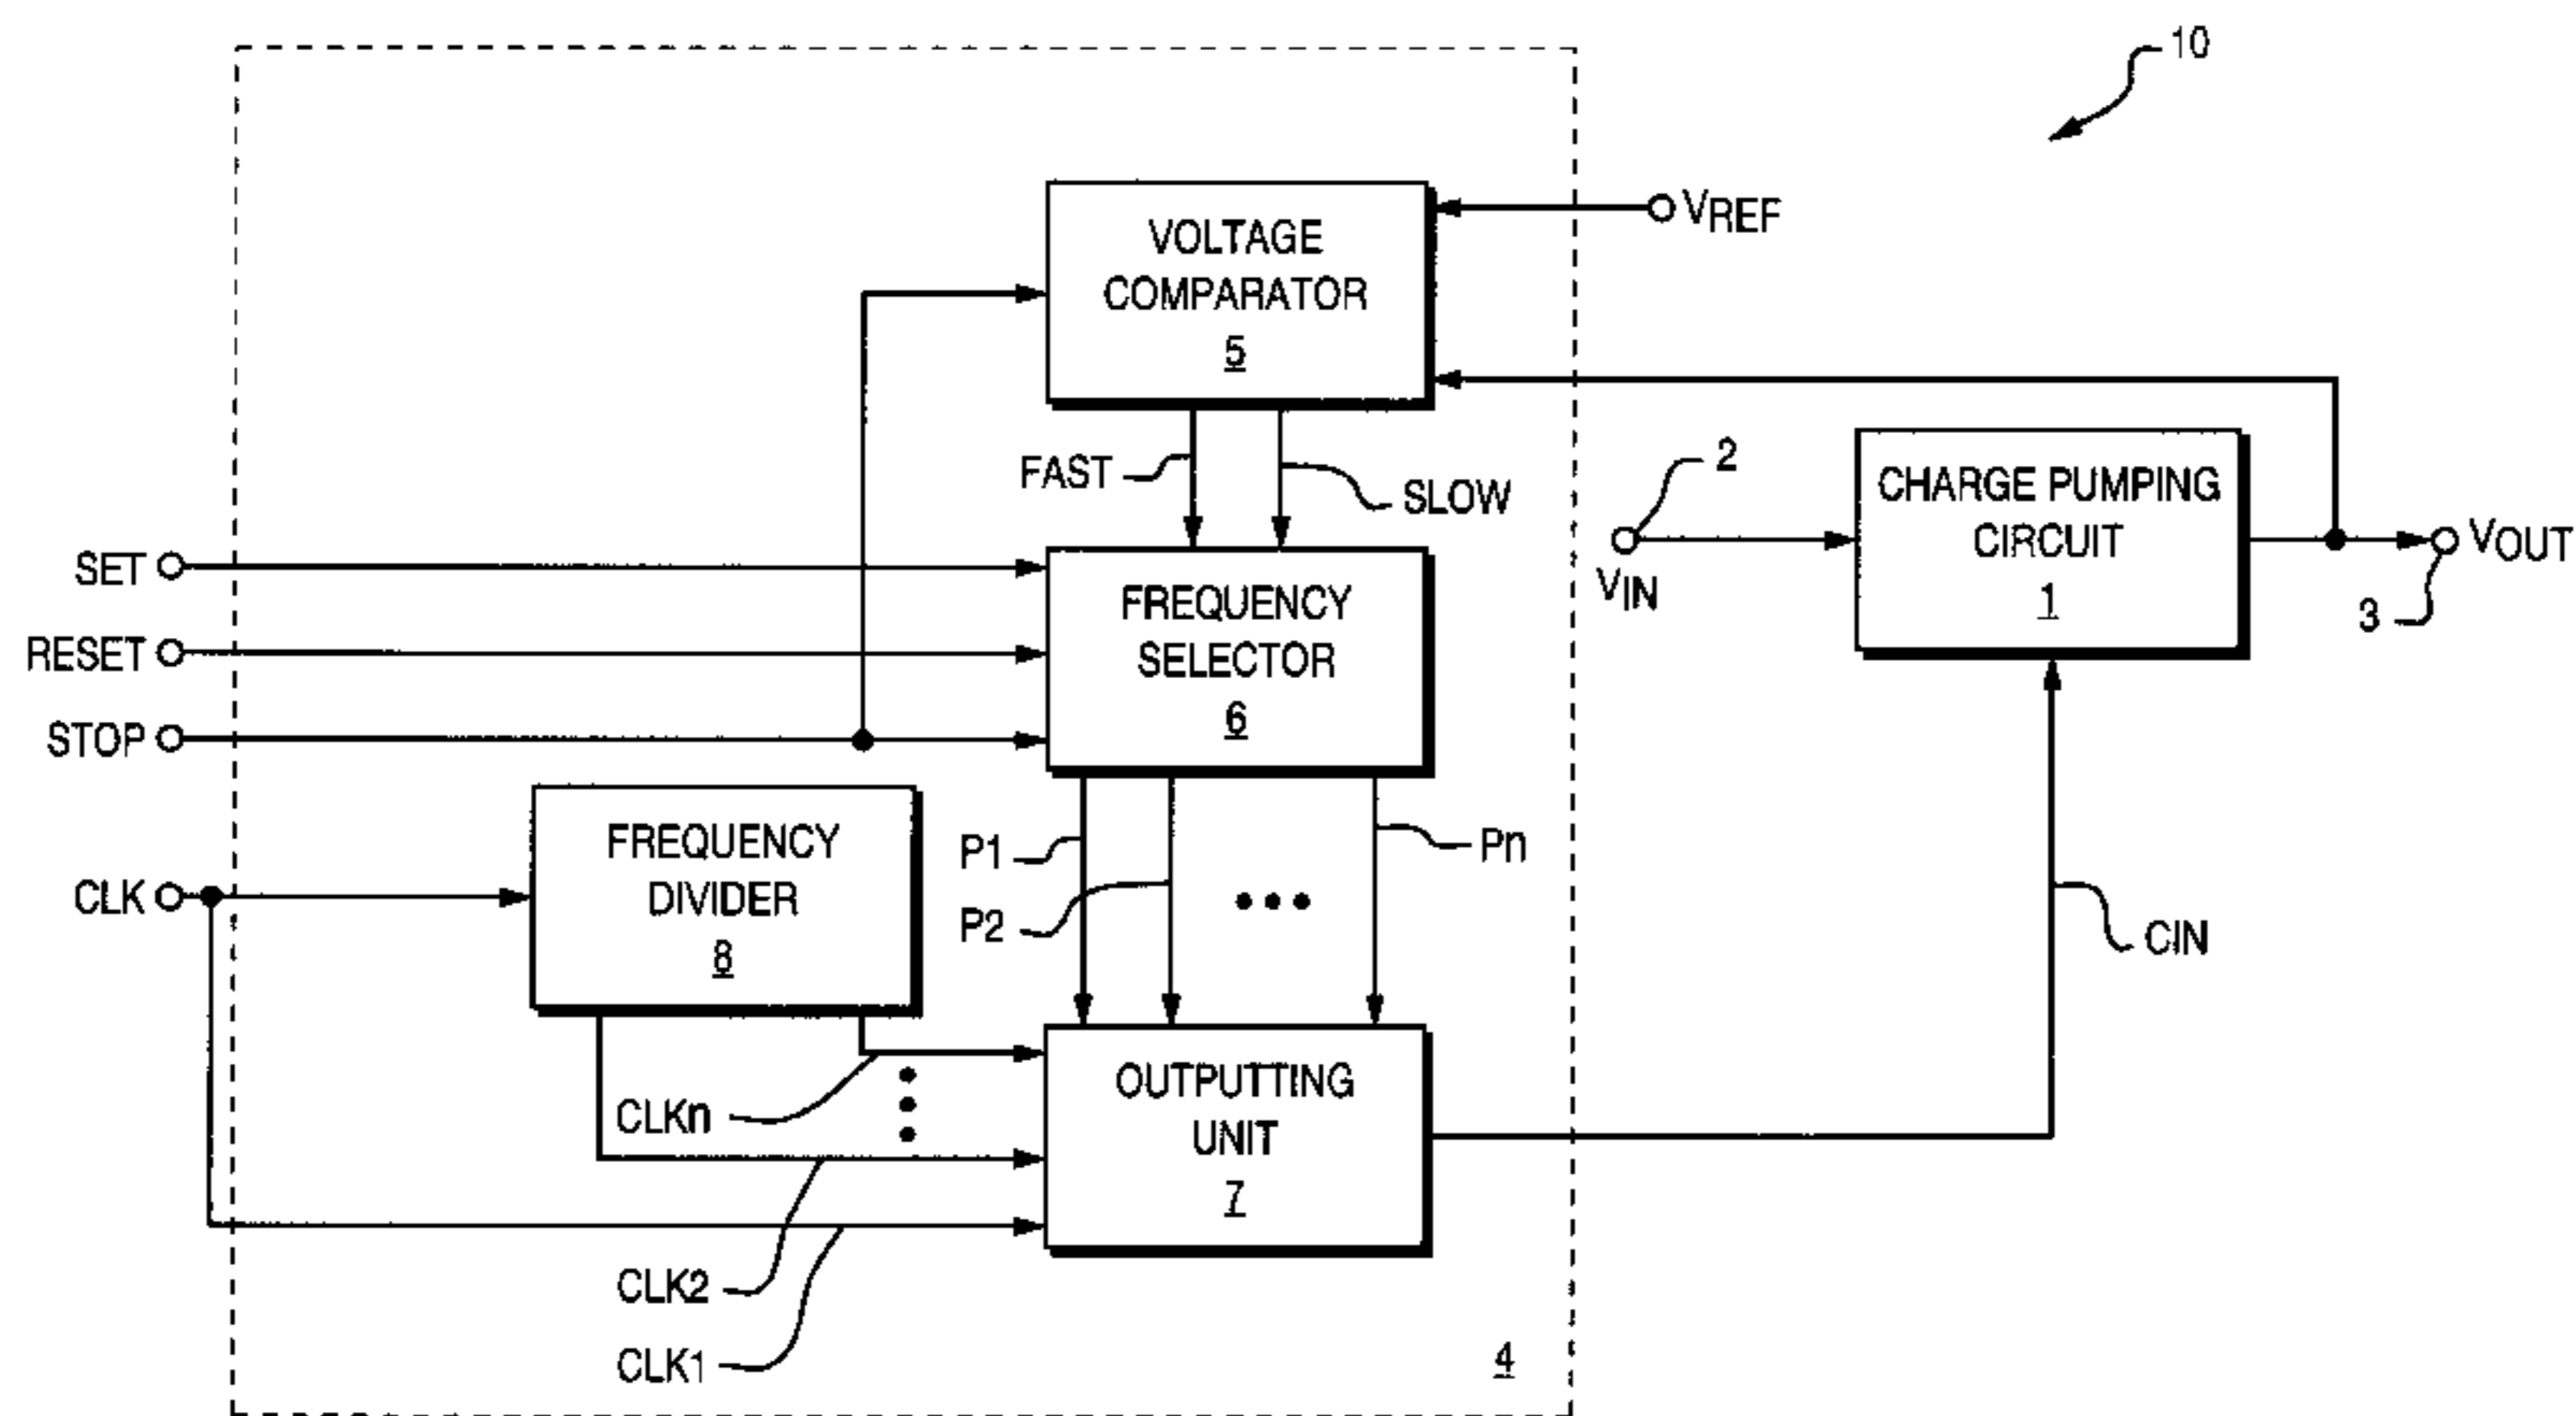 10
VOLTAGE
COMPARATOR
5
VREF
FAST
SLOW
2
VIN
CHARGE PUMPING
CIRCUIT
1
VOUT
3
SET
RESET
STOP
FREQUENCY
SELECTOR
6
CLK
FREQUENCY
DIVIDER
8
P1
P2
Pn
CIN
OUTPUTTING
UNIT
7
CLKn
CLK2
CLK1
4